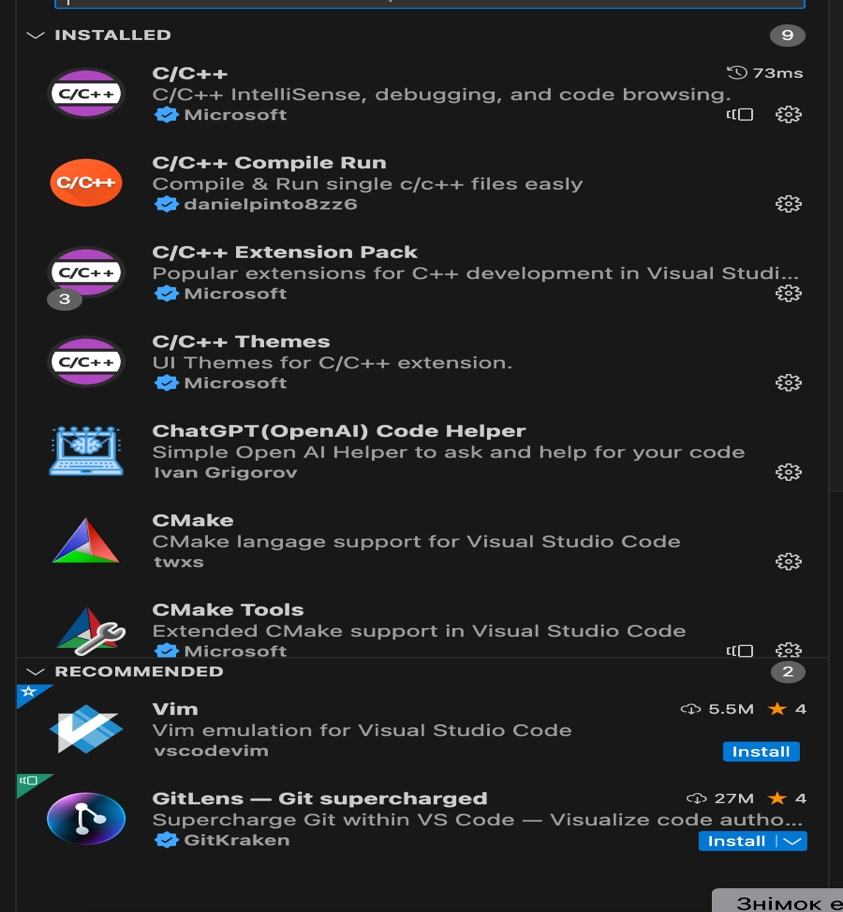 INSTALLED 9
C/C++ C/C++ 73ms
C/C++ IntelliSense, debugging, and code browsing.
Microsoft
C/C++ C/C++ Compile Run
Compile & Run single c/c++ files easly
danielpinto8zz6
C/C++ C/C++ Extension Pack
Popular extensions for C++ development in Visual Studi...
3 Microsoft
C/C++ C/C++ Themes
UI Themes for C/C++ extension.
Microsoft
ChatGPT(OpenAI) Code Helper
Simple Open AI Helper to ask and help for your code
Ivan Grigorov
CMake
CMake langage support for Visual Studio Code
twxs
CMake Tools
Extended CMake support in Visual Studio Code
Microsoft
RECOMMENDED 2
Vim 5.5M 4
Vim emulation for Visual Studio Code
vscodevim Install
GitLens — Git supercharged 27M 4
Supercharge Git within VS Code — Visualize code autho...
GitKraken Install
Знімок е